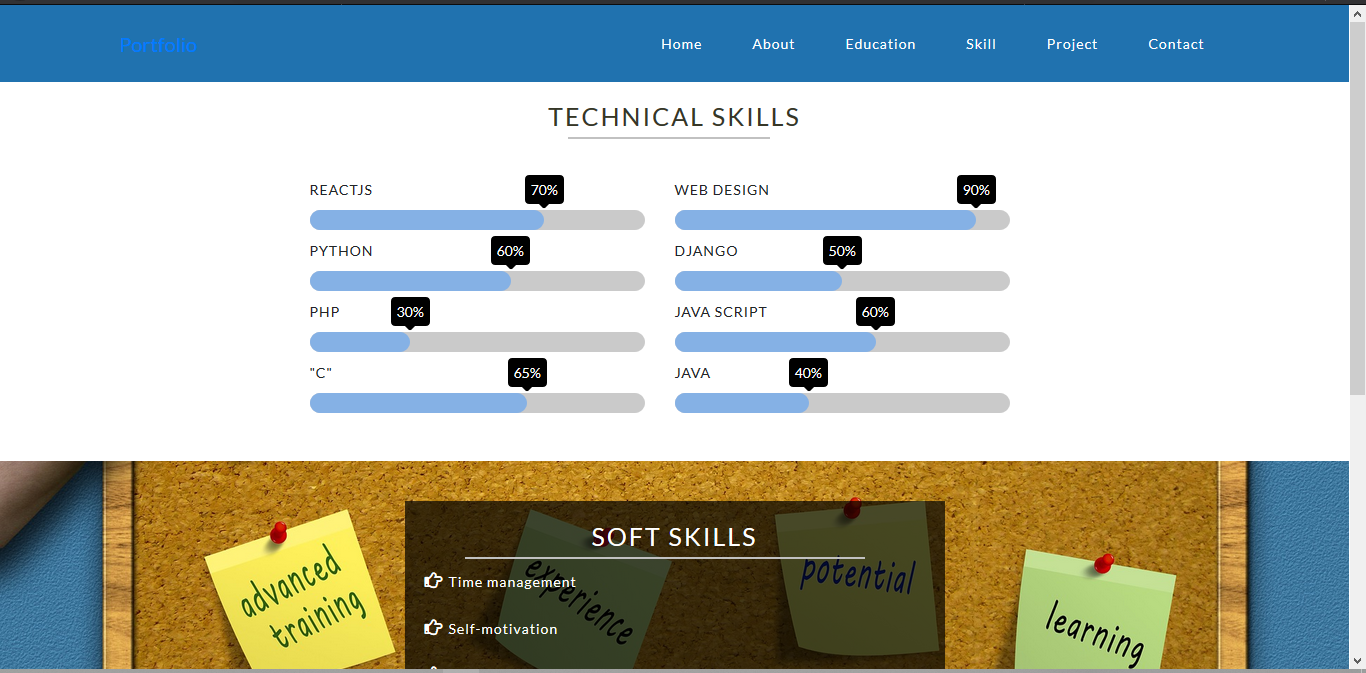 Portfolio
Home About Education Skill Project Contact
TECHNICAL SKILLS
REACTJS 70%
WEB DESIGN 90%
PYTHON 60%
DJANGO 50%
PHP 30%
JAVA SCRIPT 60%
"C" 65%
JAVA 40%
SOFT SKILLS
Time management
Self-motivation
advanced
training
experience
potential
learning